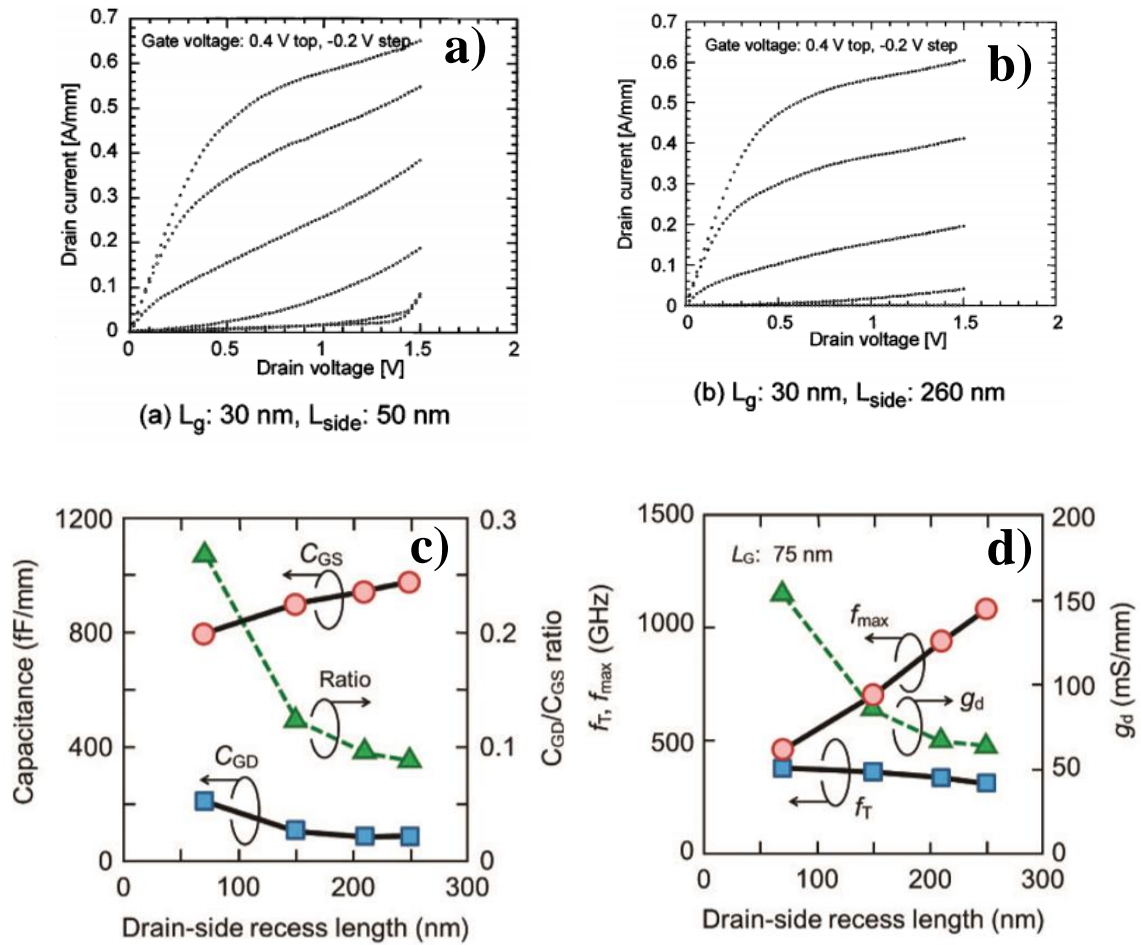 Gate voltage: 0.4 V top, -0.2 V step
a)
0.7
0.6
0.5
0.4
0.3
0.2
0.1
0
Drain current [A/mm]
0 0.5 1 1.5 2
Drain voltage [V]
(a) Lg: 30 nm, Lside: 50 nm
Gate voltage: 0.4 V top, -0.2 V step
b)
0.7
0.6
0.5
0.4
0.3
0.2
0.1
0
Drain current [A/mm]
0 0.5 1 1.5 2
Drain voltage [V]
(b) Lg: 30 nm, Lside: 260 nm
c)
1200
800
400
0
Capacitance (fF/mm)
CGS
Ratio
CGD
0.3
0.2
0.1
0
CGD/CGS ratio
0 100 200 300
Drain-side recess length (nm)
d)
LG: 75 nm
1500
1000
500
0
fT, fmax (GHz)
fmax
gd
fT
200
150
100
50
0
gd (mS/mm)
0 100 200 300
Drain-side recess length (nm)